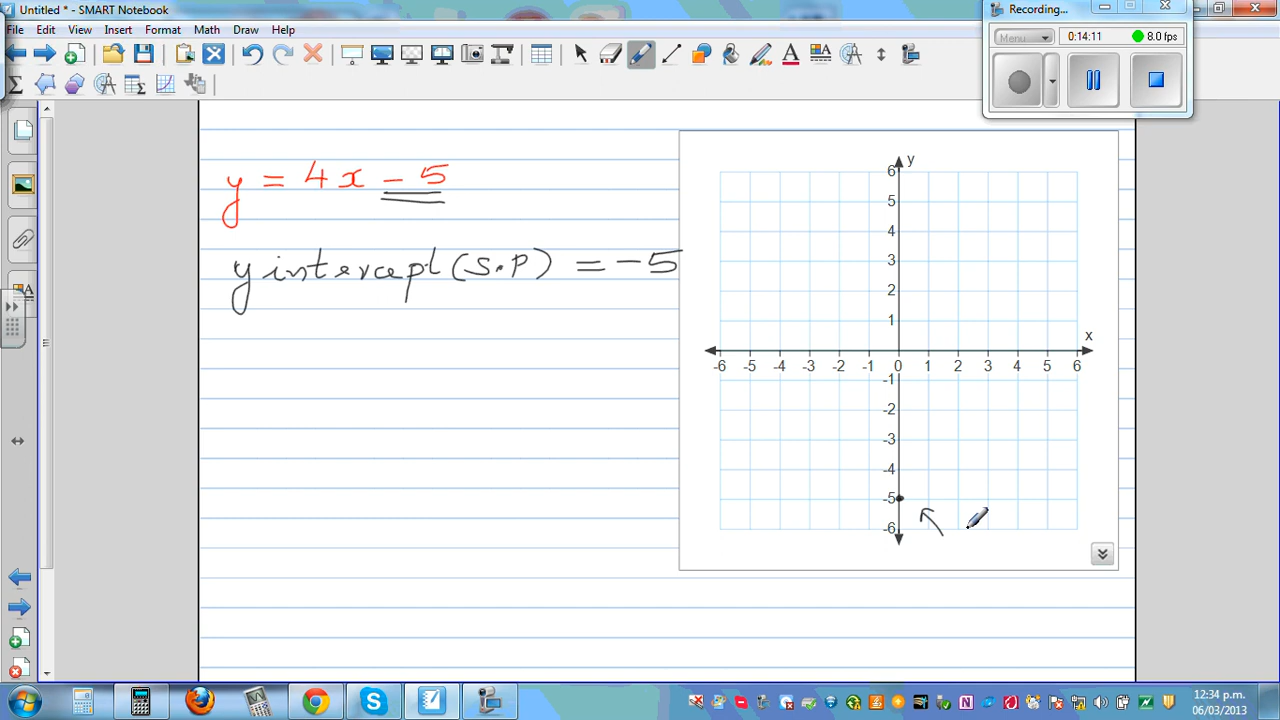 Untitled * - SMART Notebook
Recording...
File Edit View Insert Format Math Draw Help
Menu 0:14:11 8.0 fps
y = 4x - 5
y intercept (S.P) = -5
y
6
5
4
3
2
1
x
-6 -5 -4 -3 -2 -1 0 1 2 3 4 5 6
-1
-2
-3
-4
-5
-6
12:34 p.m.
06/03/2013